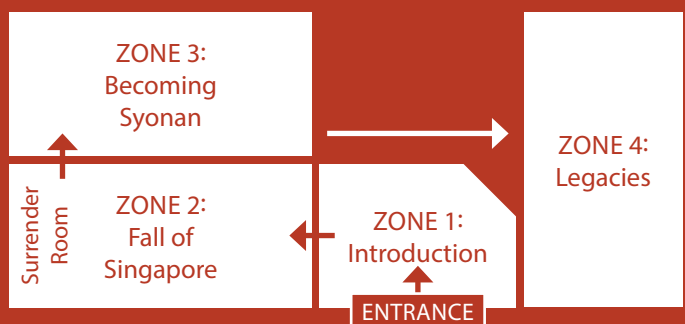 ZONE 3:
Becoming
Syonan
ZONE 4:
Legacies
Surrender
Room
ZONE 2:
Fall of
Singapore
ZONE 1:
Introduction
ENTRANCE